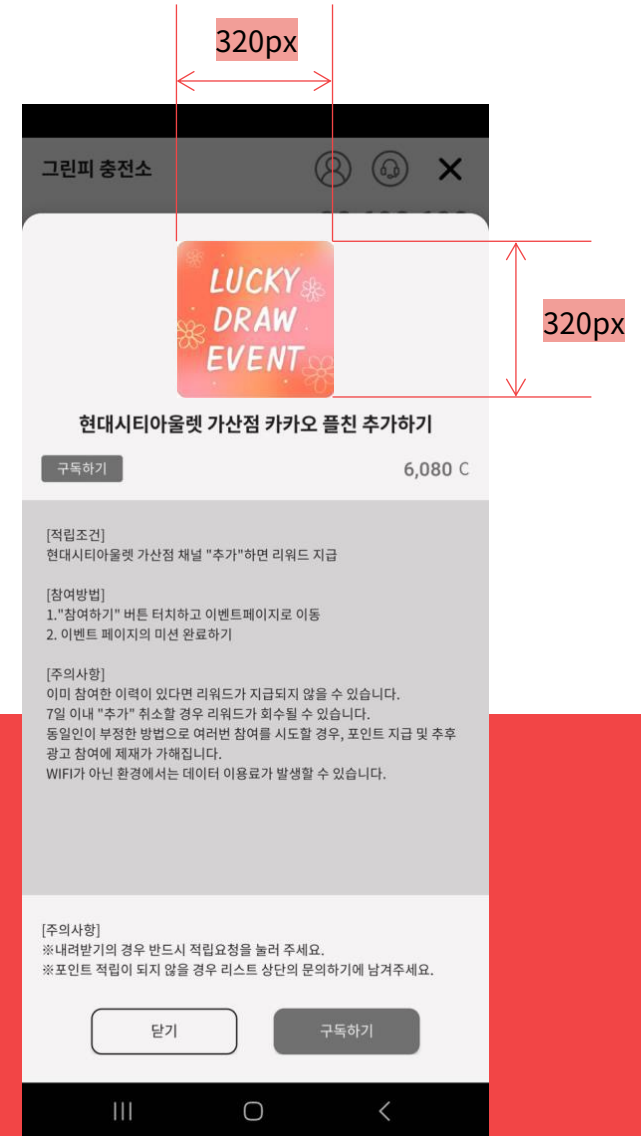 320px
그린피 충전소
LUCKY
DRAW
EVENT
320px
현대시티아울렛 가산점 카카오 플친 추가하기
구독하기
6,080 C
[적립조건]
현대시티아울렛 가산점 채널 "추가"하면 리워드 지급
[참여방법]
1."참여하기" 버튼 터치하고 이벤트페이지로 이동
2. 이벤트 페이지의 미션 완료하기
[주의사항]
이미 참여한 이력이 있다면 리워드가 지급되지 않을 수 있습니다.
7일 이내 "추가" 취소할 경우 리워드가 회수될 수 있습니다.
동일인이 부정한 방법으로 여러번 참여를 시도할 경우, 포인트 지급 및 추후
광고 참여에 제재가 가해집니다.
WIFI가 아닌 환경에서는 데이터 이용료가 발생할 수 있습니다.
[주의사항]
※내려받기의 경우 반드시 적립요청을 눌러 주세요.
※포인트 적립이 되지 않을 경우 리스트 상단의 문의하기에 남겨주세요.
닫기
구독하기